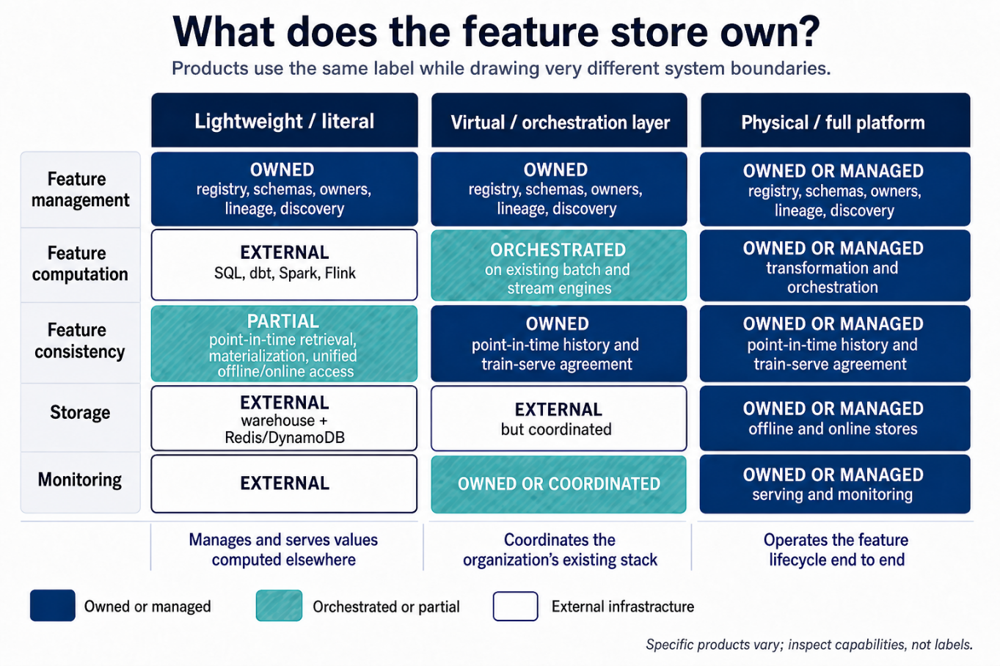 What does the feature store own?
Products use the same label while drawing very different system boundaries.
Lightweight / literal
Virtual / orchestration layer
Physical / full platform
Feature
management
OWNED
registry, schemas, owners,
lineage, discovery
OWNED
registry, schemas, owners,
lineage, discovery
OWNED OR MANAGED
registry, schemas, owners,
lineage, discovery
Feature
computation
EXTERNAL
SQL, dbt, Spark, Flink
ORCHESTRATED
on existing batch and
stream engines
OWNED OR MANAGED
transformation and
orchestration
Feature
consistency
PARTIAL
point-in-time retrieval,
materialization, unified
offline/online access
OWNED
point-in-time history and
train-serve agreement
OWNED OR MANAGED
point-in-time history and
train-serve agreement
Storage
EXTERNAL
warehouse +
Redis/DynamoDB
EXTERNAL
but coordinated
OWNED OR MANAGED
offline and online stores
Monitoring
EXTERNAL
OWNED OR COORDINATED
OWNED OR MANAGED
serving and monitoring
Manages and serves values
computed elsewhere
Coordinates the
organization's existing stack
Operates the feature
lifecycle end to end
Owned or managed
Orchestrated or partial
External infrastracture
Specific products vary; inspect capabilities, not labels.